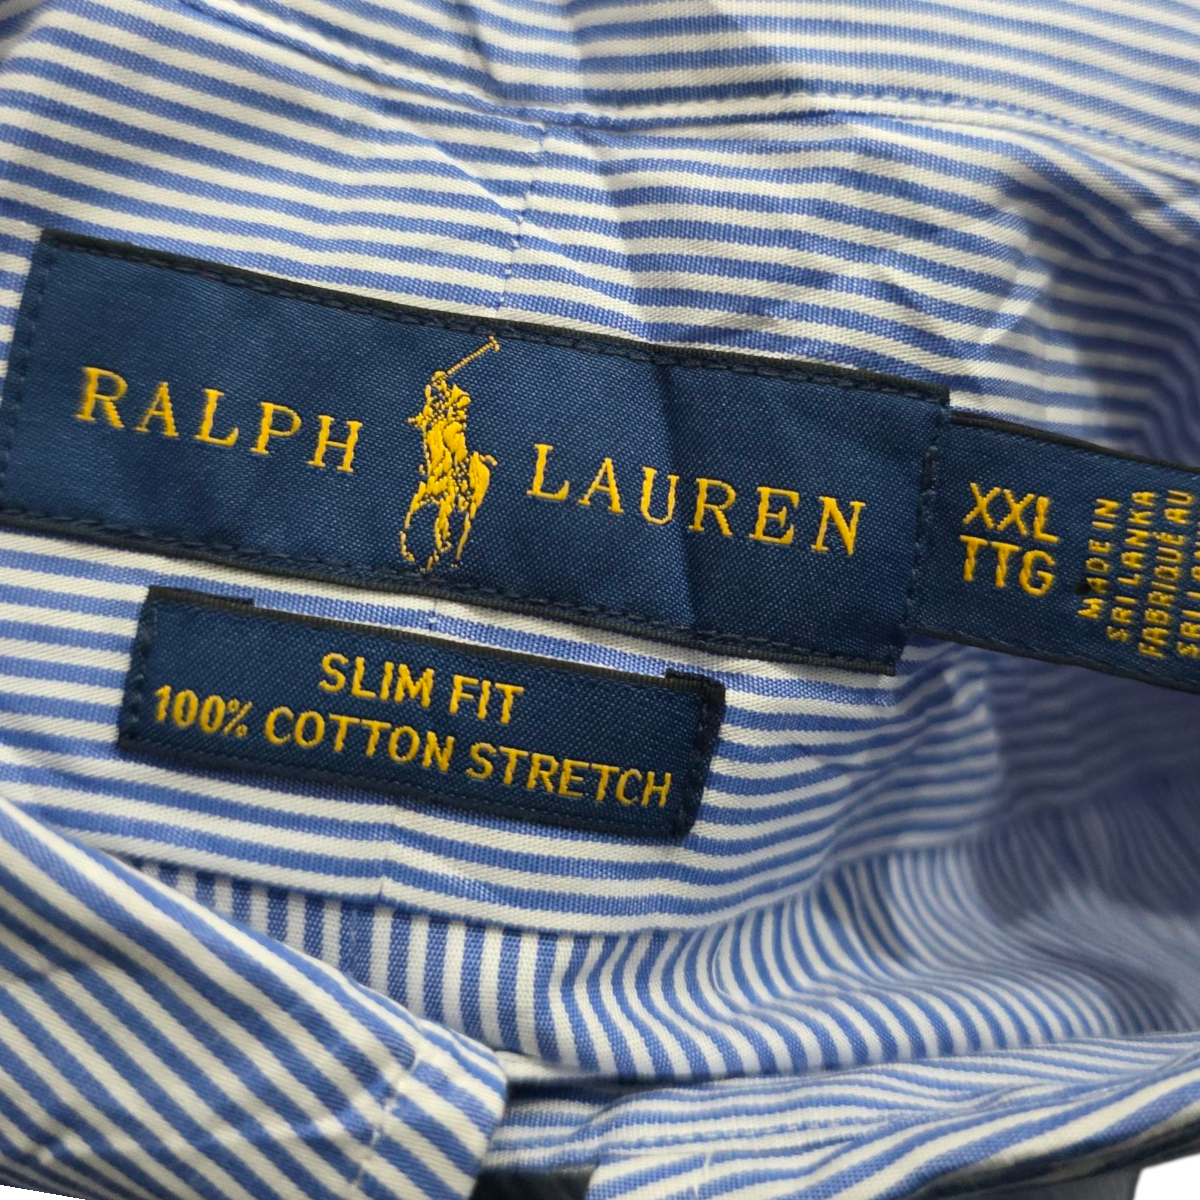 RALPH LAUREN
XXL
TTG
MADE IN
SRI LANKA
FABRIQUÉ AU
SLIM FIT
100% COTTON STRETCH